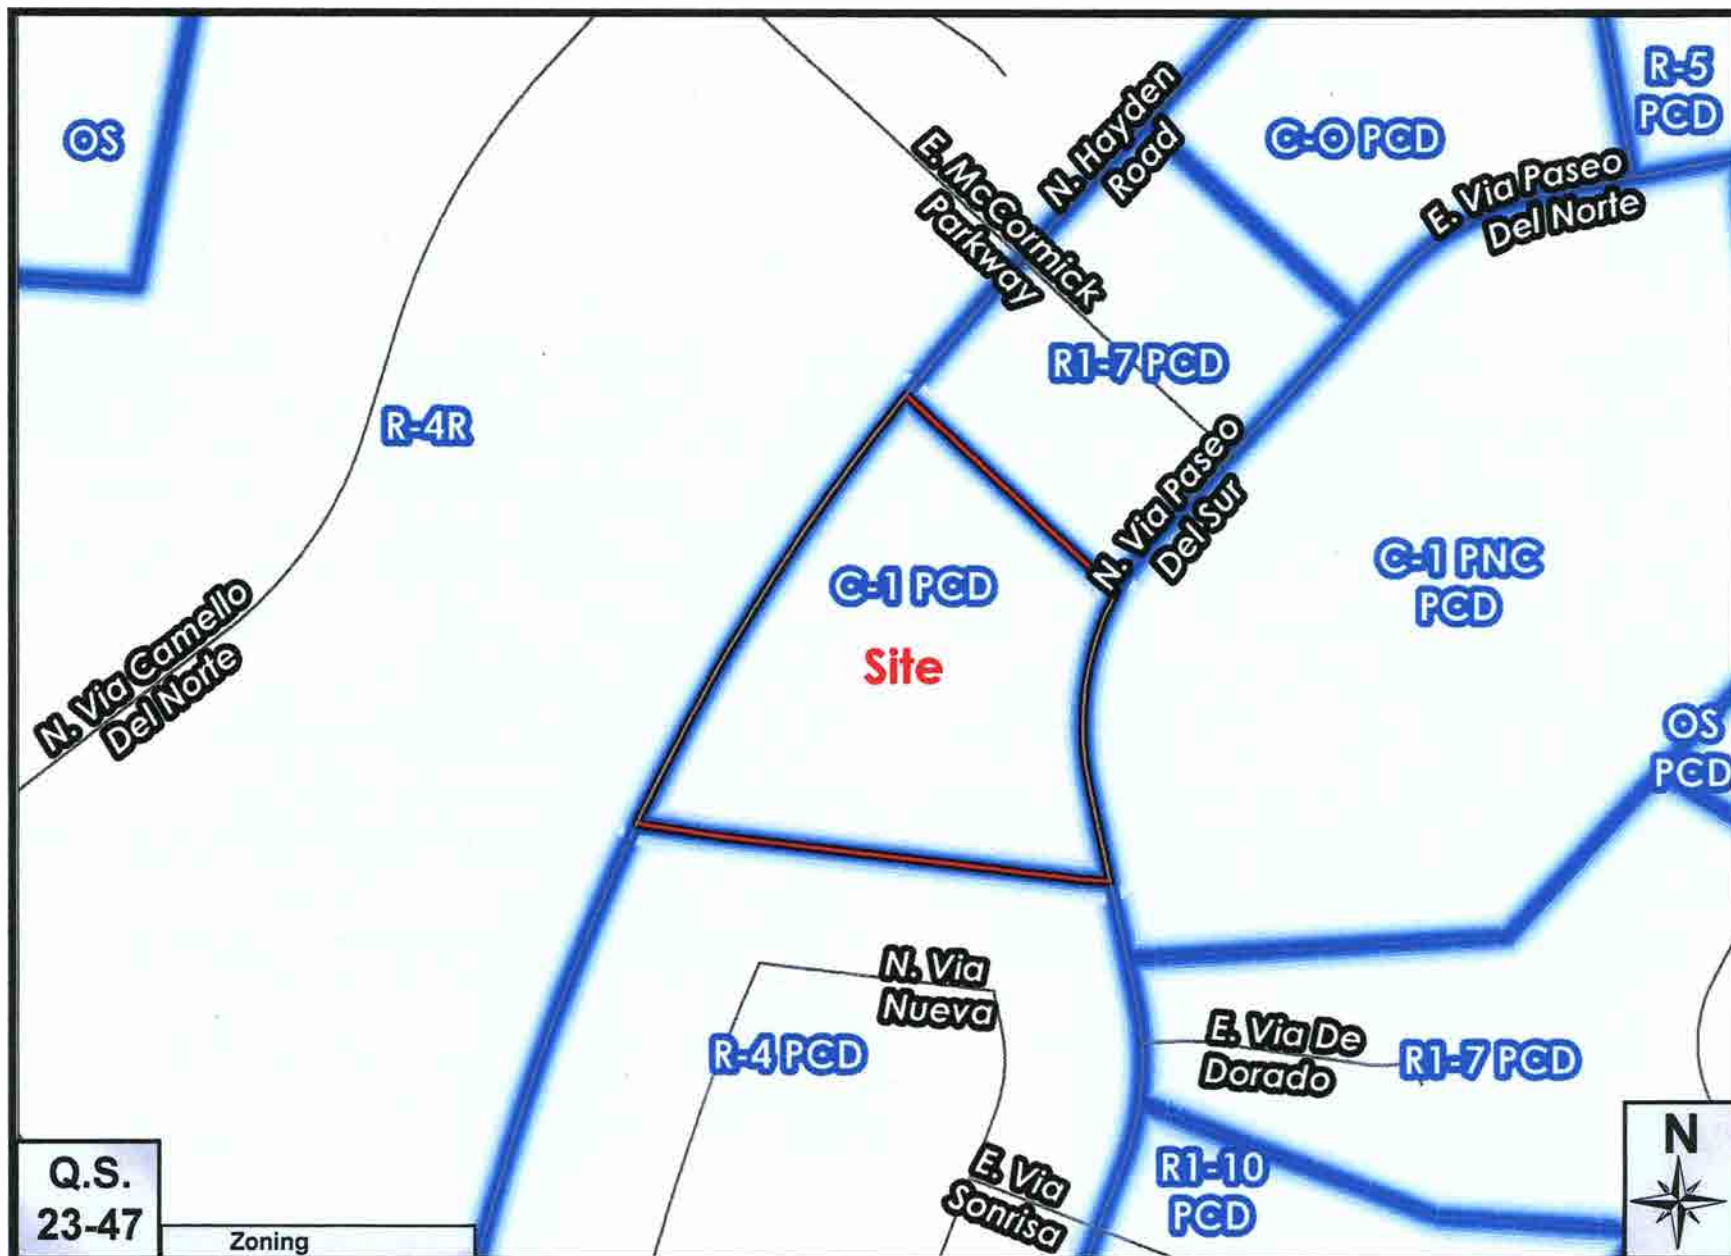 OS
R-5
PCD
C-O PCD
N. Hayden
Road
E. McCormick
Parkway
E. Via Paseo
Del Norte
R1-7 PCD
R-4R
N. Via Paseo
Del Sur
C-1 PCD
Site
C-1 PNC
PCD
N. Via Camello
Del Norte
OS
PCD
N. Via
Nueva
R-4 PCD
E. Via De
Dorado
R1-7 PCD
R1-10
PCD
E. Via
Sonrisa
Q.S.
23-47
Zoning
N